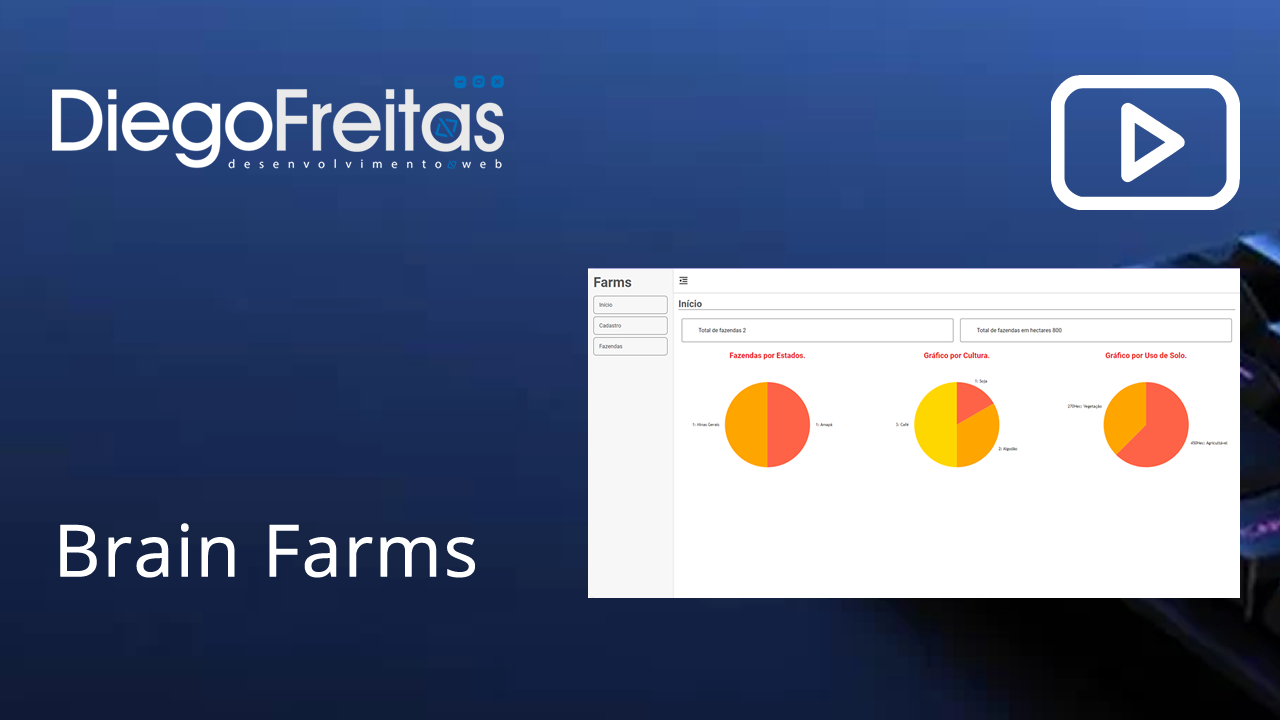 DiegoFreitas
desenvolvimento web
Farms
Início
Cadastro
Fazendas
Início
Total de fazendas 2
Total de fazendas em hectares 800
Fazendas por Estados.
1: Minas Gerais
1: Amapá
Gráfico por Cultura.
1: Soja
3: Café
2: Algodão
Gráfico por Uso de Solo.
270Hec: Vegetação
450Hec: Agricultável
Brain Farms